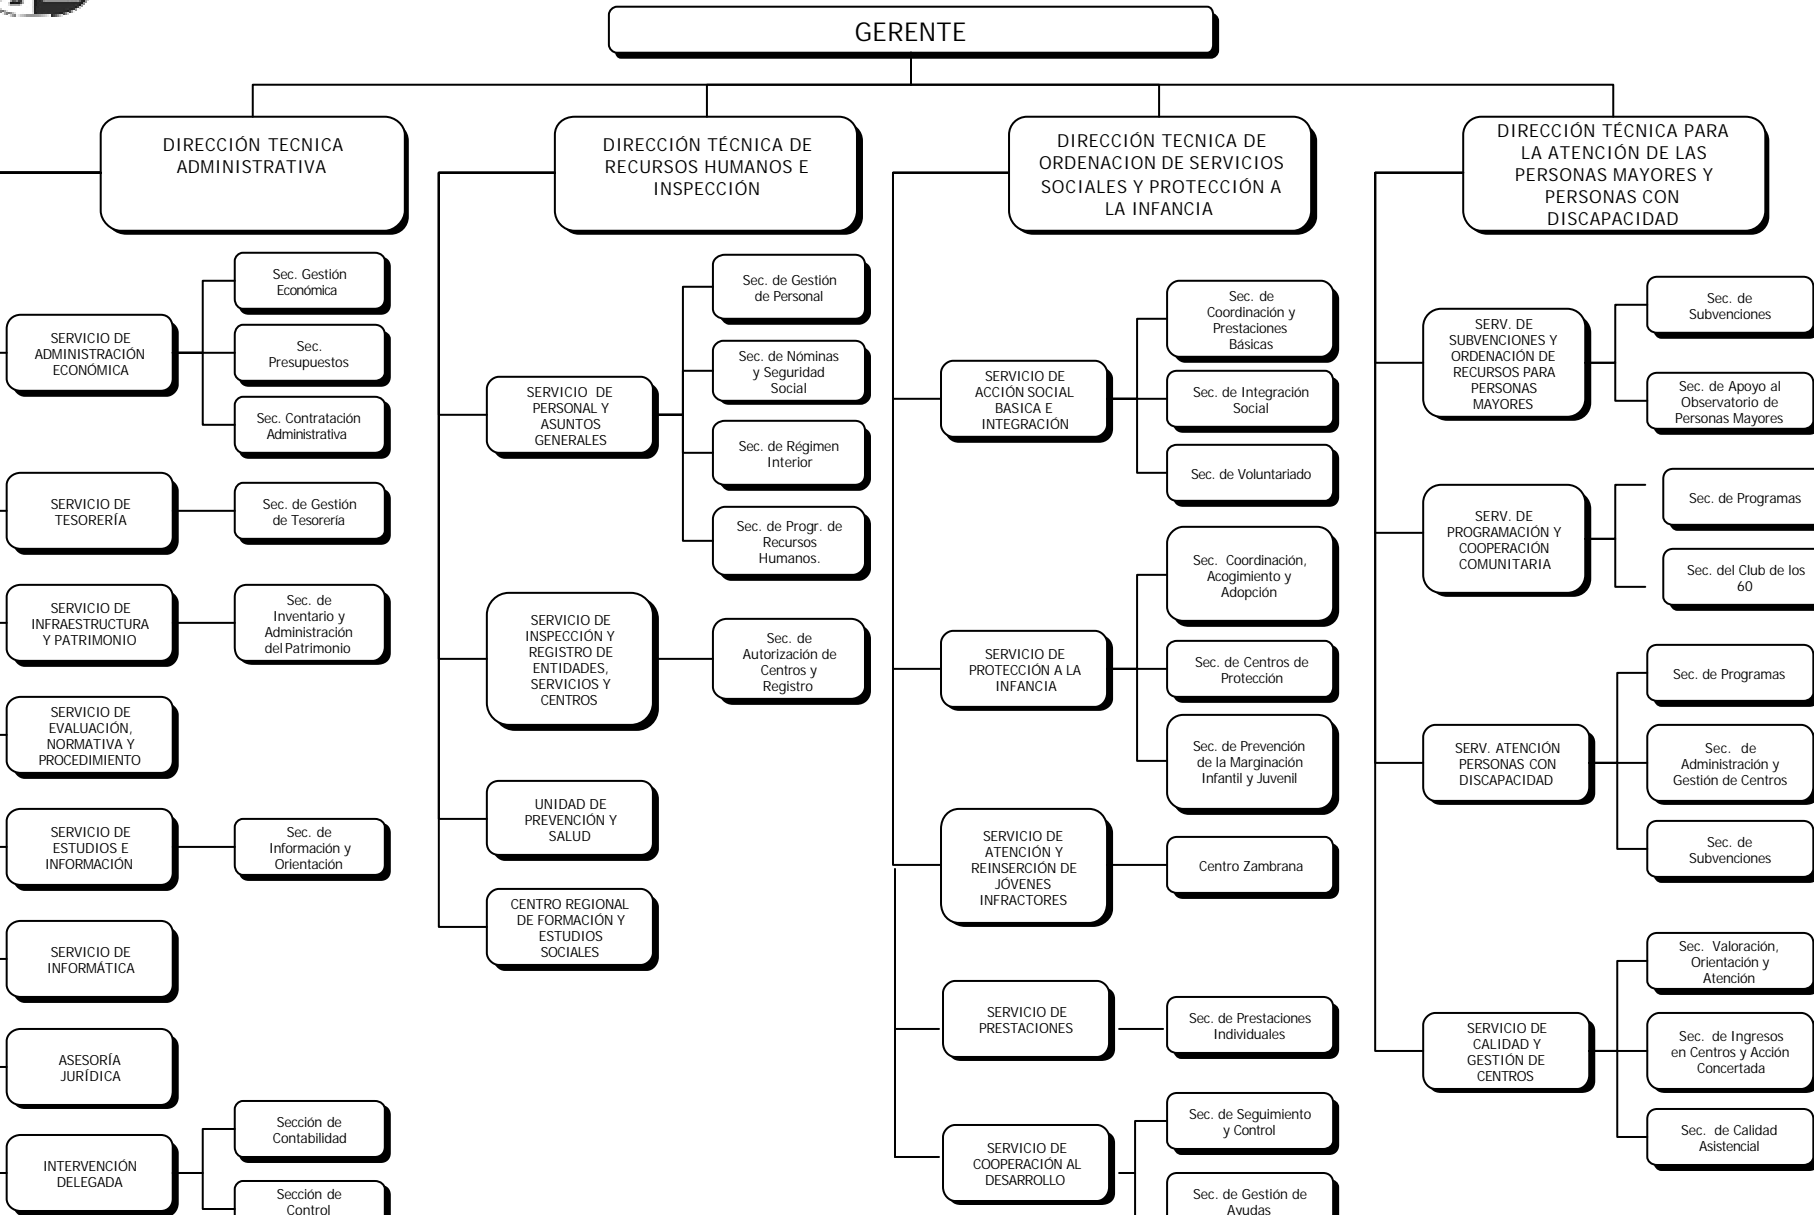 GERENTE
DIRECCIÓN TECNICA
ADMINISTRATIVA
SERVICIO DE
ADMINISTRACIÓN
ECONÓMICA
Sec. Gestión
Económica
Sec.
Presupuestos
Sec. Contratación
Administrativa
SERVICIO DE
TESORERÍA
Sec. de Gestión
de Tesorería
SERVICIO DE
INFRAESTRUCTURA
Y PATRIMONIO
Sec. de
Inventario y
Administración
del Patrimonio
SERVICIO DE
EVALUACIÓN,
NORMATIVA Y
PROCEDIMIENTO
SERVICIO DE
ESTUDIOS E
INFORMACIÓN
Sec. de
Información y
Orientación
SERVICIO DE
INFORMÁTICA
ASESORÍA
JURÍDICA
INTERVENCIÓN
DELEGADA
Sección de
Contabilidad
Sección de
Control
DIRECCIÓN TÉCNICA DE
RECURSOS HUMANOS E
INSPECCIÓN
SERVICIO DE
PERSONAL Y
ASUNTOS
GENERALES
Sec. de Gestión
de Personal
Sec. de Nóminas
y Seguridad
Social
Sec. de Régimen
Interior
Sec. de Progr. de
Recursos
Humanos.
SERVICIO DE
INSPECCIÓN Y
REGISTRO DE
ENTIDADES,
SERVICIOS Y
CENTROS
Sec. de
Autorización de
Centros y
Registro
UNIDAD DE
PREVENCIÓN Y
SALUD
CENTRO REGIONAL
DE FORMACIÓN Y
ESTUDIOS
SOCIALES
DIRECCIÓN TECNICA DE
ORDENACION DE SERVICIOS
SOCIALES Y PROTECCIÓN A
LA INFANCIA
SERVICIO DE
ACCIÓN SOCIAL
BASICA E
INTEGRACIÓN
Sec. de
Coordinación y
Prestaciones
Básicas
Sec. de Integración
Social
Sec. de Voluntariado
SERVICIO DE
PROTECCIÓN A LA
INFANCIA
Sec. Coordinación,
Acogimiento y
Adopción
Sec. de Centros de
Protección
Sec. de Prevención
de la Marginación
Infantil y Juvenil
SERVICIO DE
ATENCIÓN Y
REINSERCIÓN DE
JÓVENES
INFRACTORES
Centro Zambrana
SERVICIO DE
PRESTACIONES
Sec. de Prestaciones
Individuales
SERVICIO DE
COOPERACIÓN AL
DESARROLLO
Sec. de Seguimiento
y Control
Sec. de Gestión de
Ayudas
DIRECCIÓN TÉCNICA PARA
LA ATENCIÓN DE LAS
PERSONAS MAYORES Y
PERSONAS CON
DISCAPACIDAD
SERV. DE
SUBVENCIONES Y
ORDENACIÓN DE
RECURSOS PARA
PERSONAS
MAYORES
Sec. de
Subvenciones
Sec. de Apoyo al
Observatorio de
Personas Mayores
SERV. DE
PROGRAMACIÓN Y
COOPERACIÓN
COMUNITARIA
Sec. de Programas
Sec. del Club de los
60
SERV. ATENCIÓN
PERSONAS CON
DISCAPACIDAD
Sec. de Programas
Sec. de
Administración y
Gestión de Centros
Sec. de
Subvenciones
SERVICIO DE
CALIDAD Y
GESTIÓN DE
CENTROS
Sec. Valoración,
Orientación y
Atención
Sec. de Ingresos
en Centros y Acción
Concertada
Sec. de Calidad
Asistencial